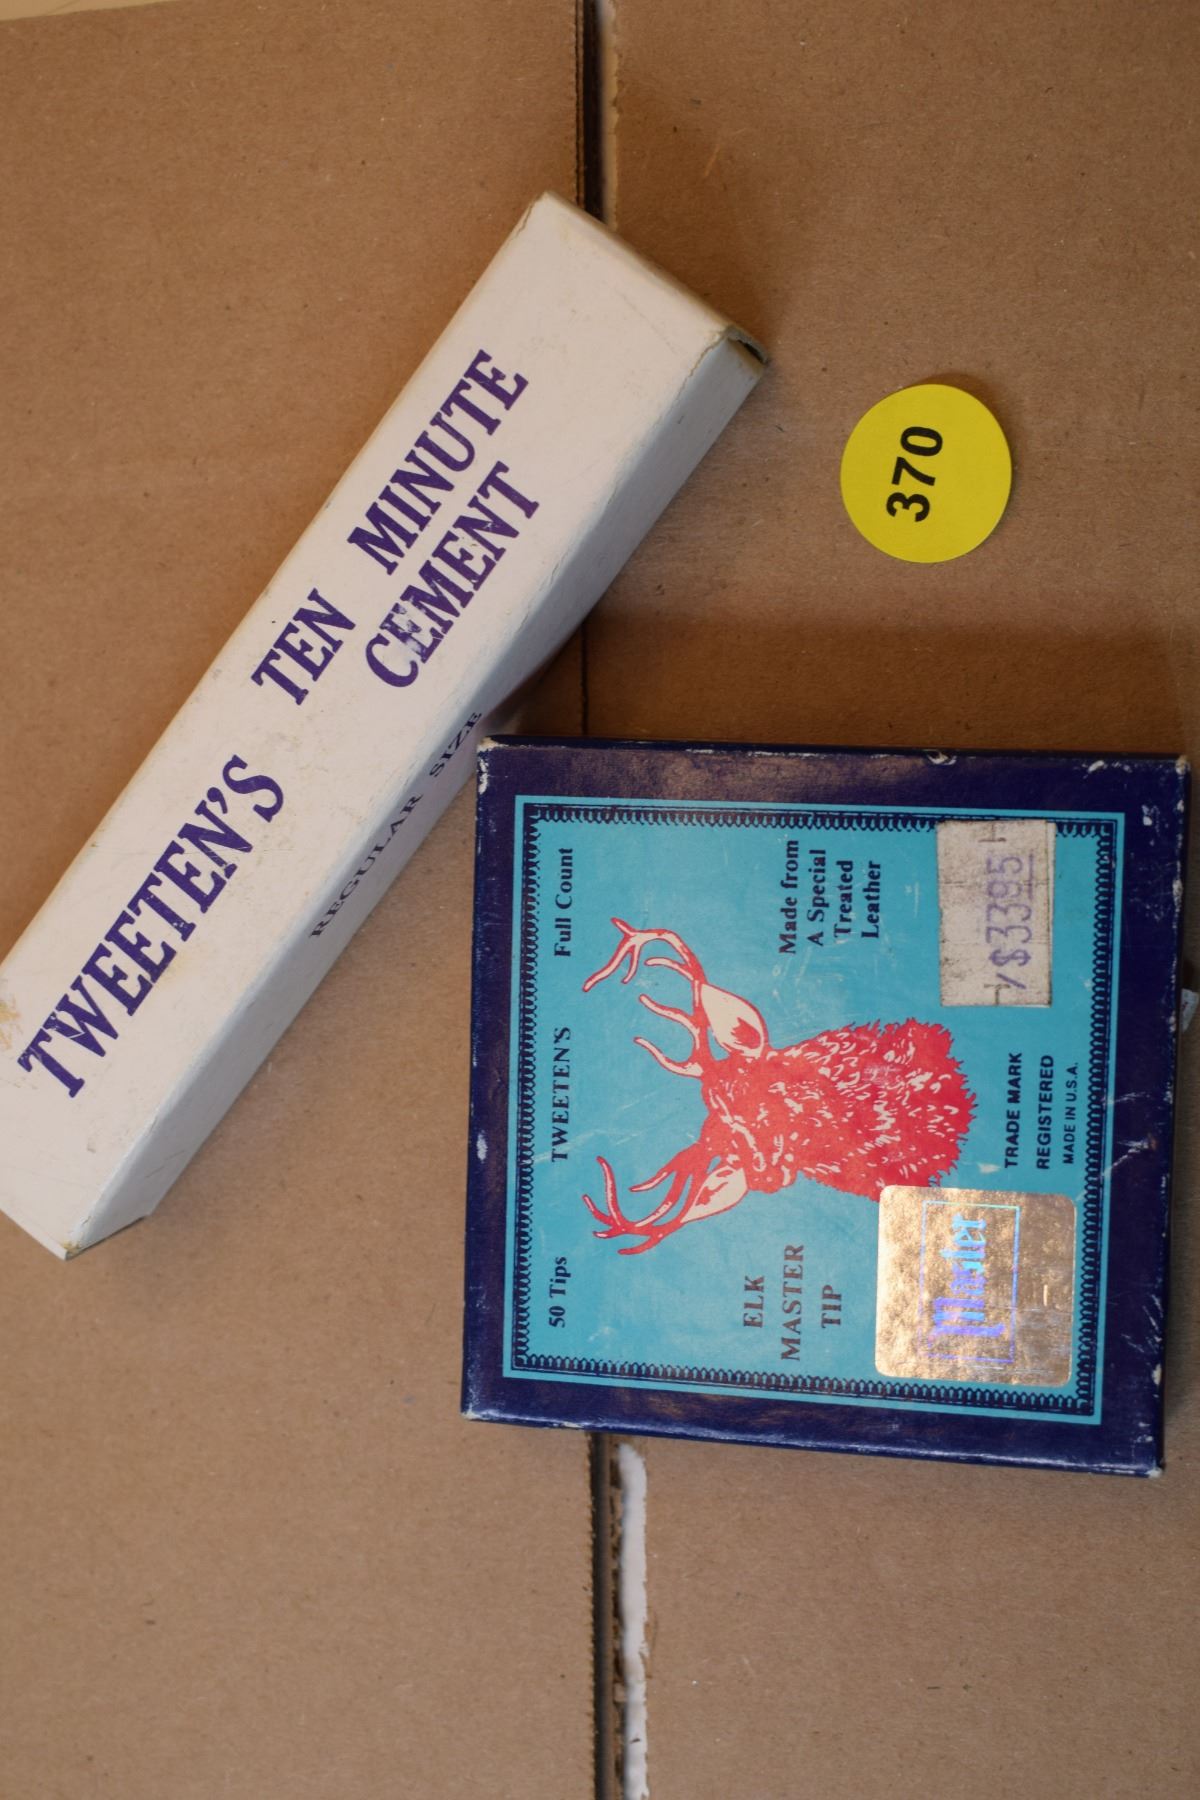 TWEETEN'S TEN MINUTE
CEMENT
REGULAR SIZE
370
50 Tips TWEETEN'S Full Count
ELK
MASTER
TIP
Made from
A Special
Treated
Leather
$3395
TRADE MARK
REGISTERED
MADE IN U.S.A.
Master